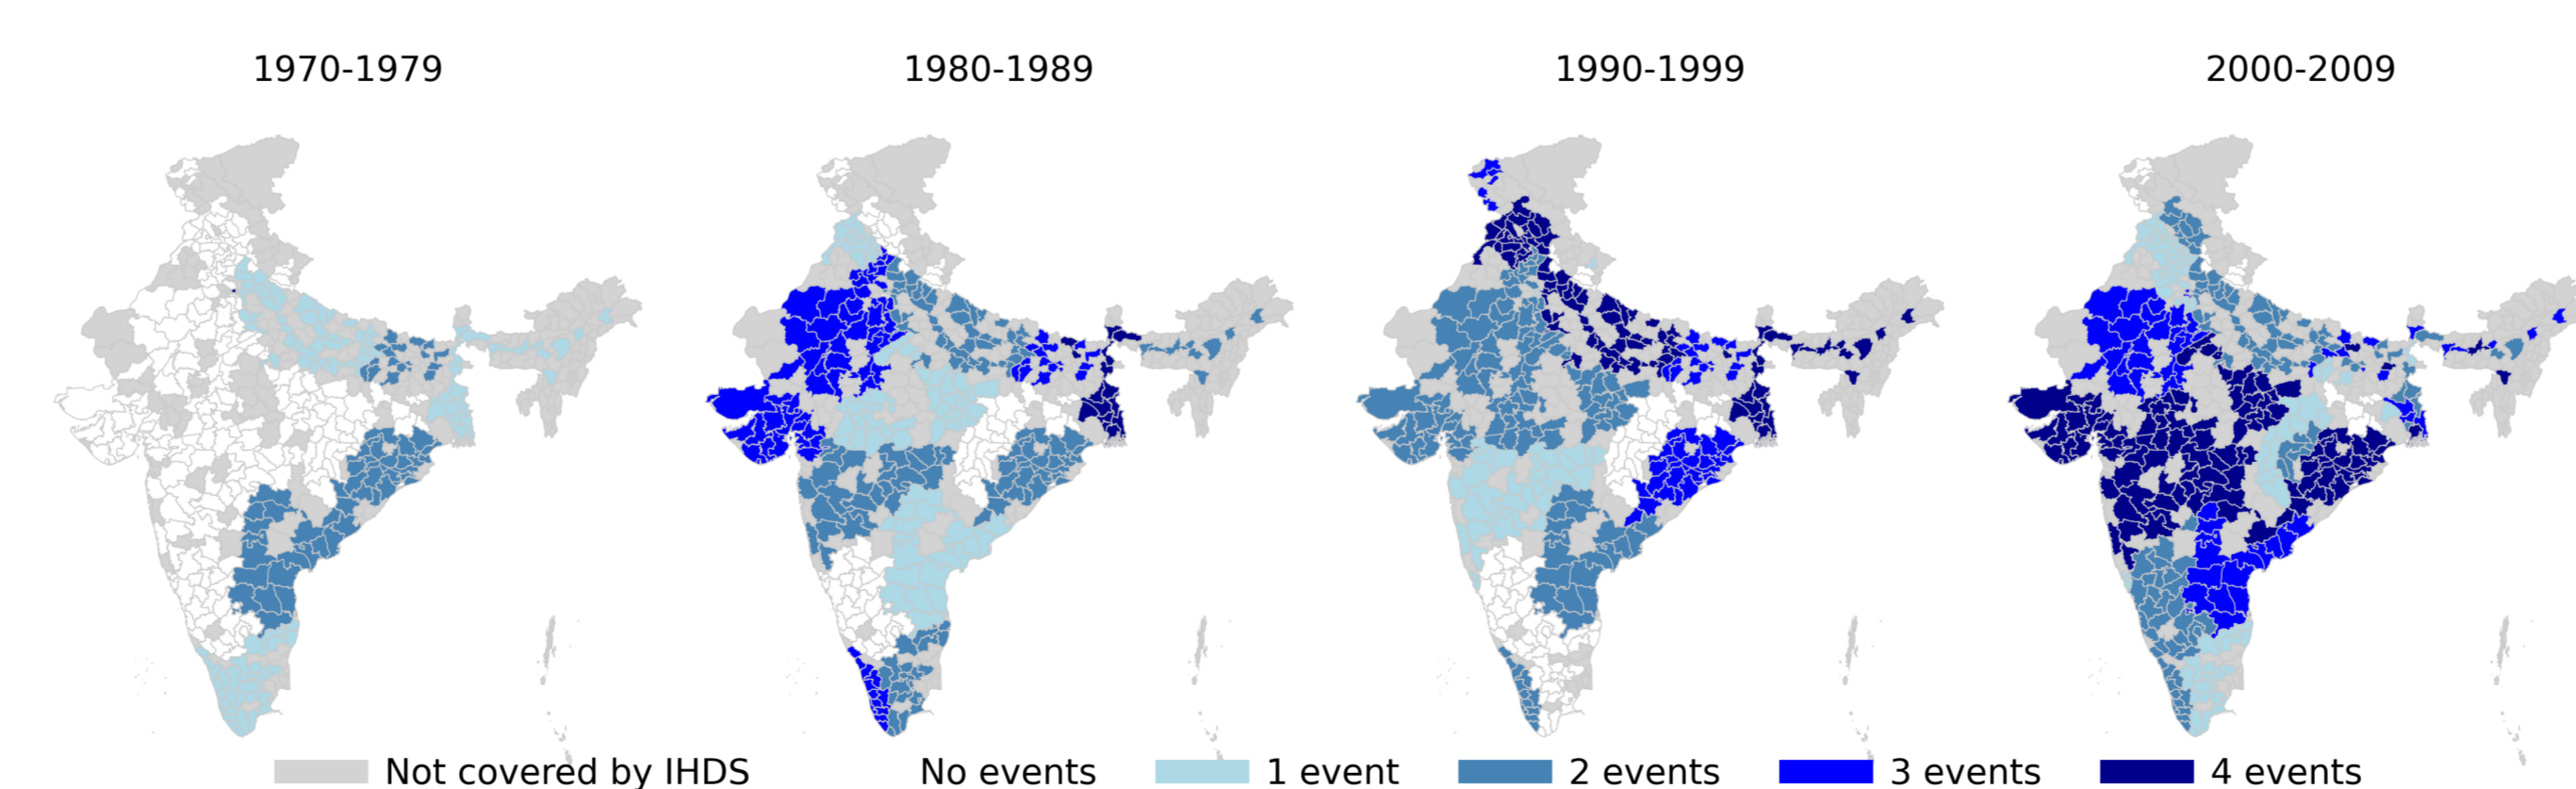 1970-1979 1980-1989 1990-1999 2000-2009
Not covered by IHDS No events 1 event 2 events 3 events 4 events